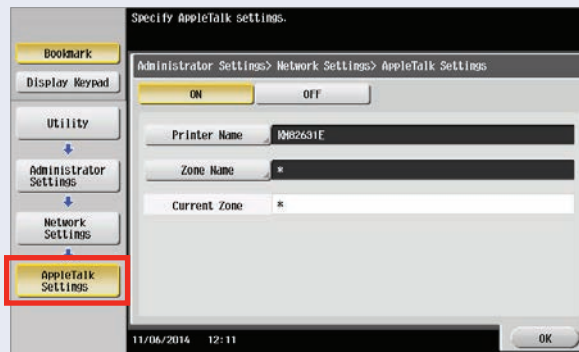 Specify AppleTalk settings.
Bookmark
Display Keypad
Utility
Administrator
Settings
Network
Settings
AppleTalk
Settings
Administrator Settings> Network Settings> AppleTalk Settings
ON
OFF
Printer Name
KM82631E
Zone Name
*
Current Zone
*
11/06/2014 12:11
OK